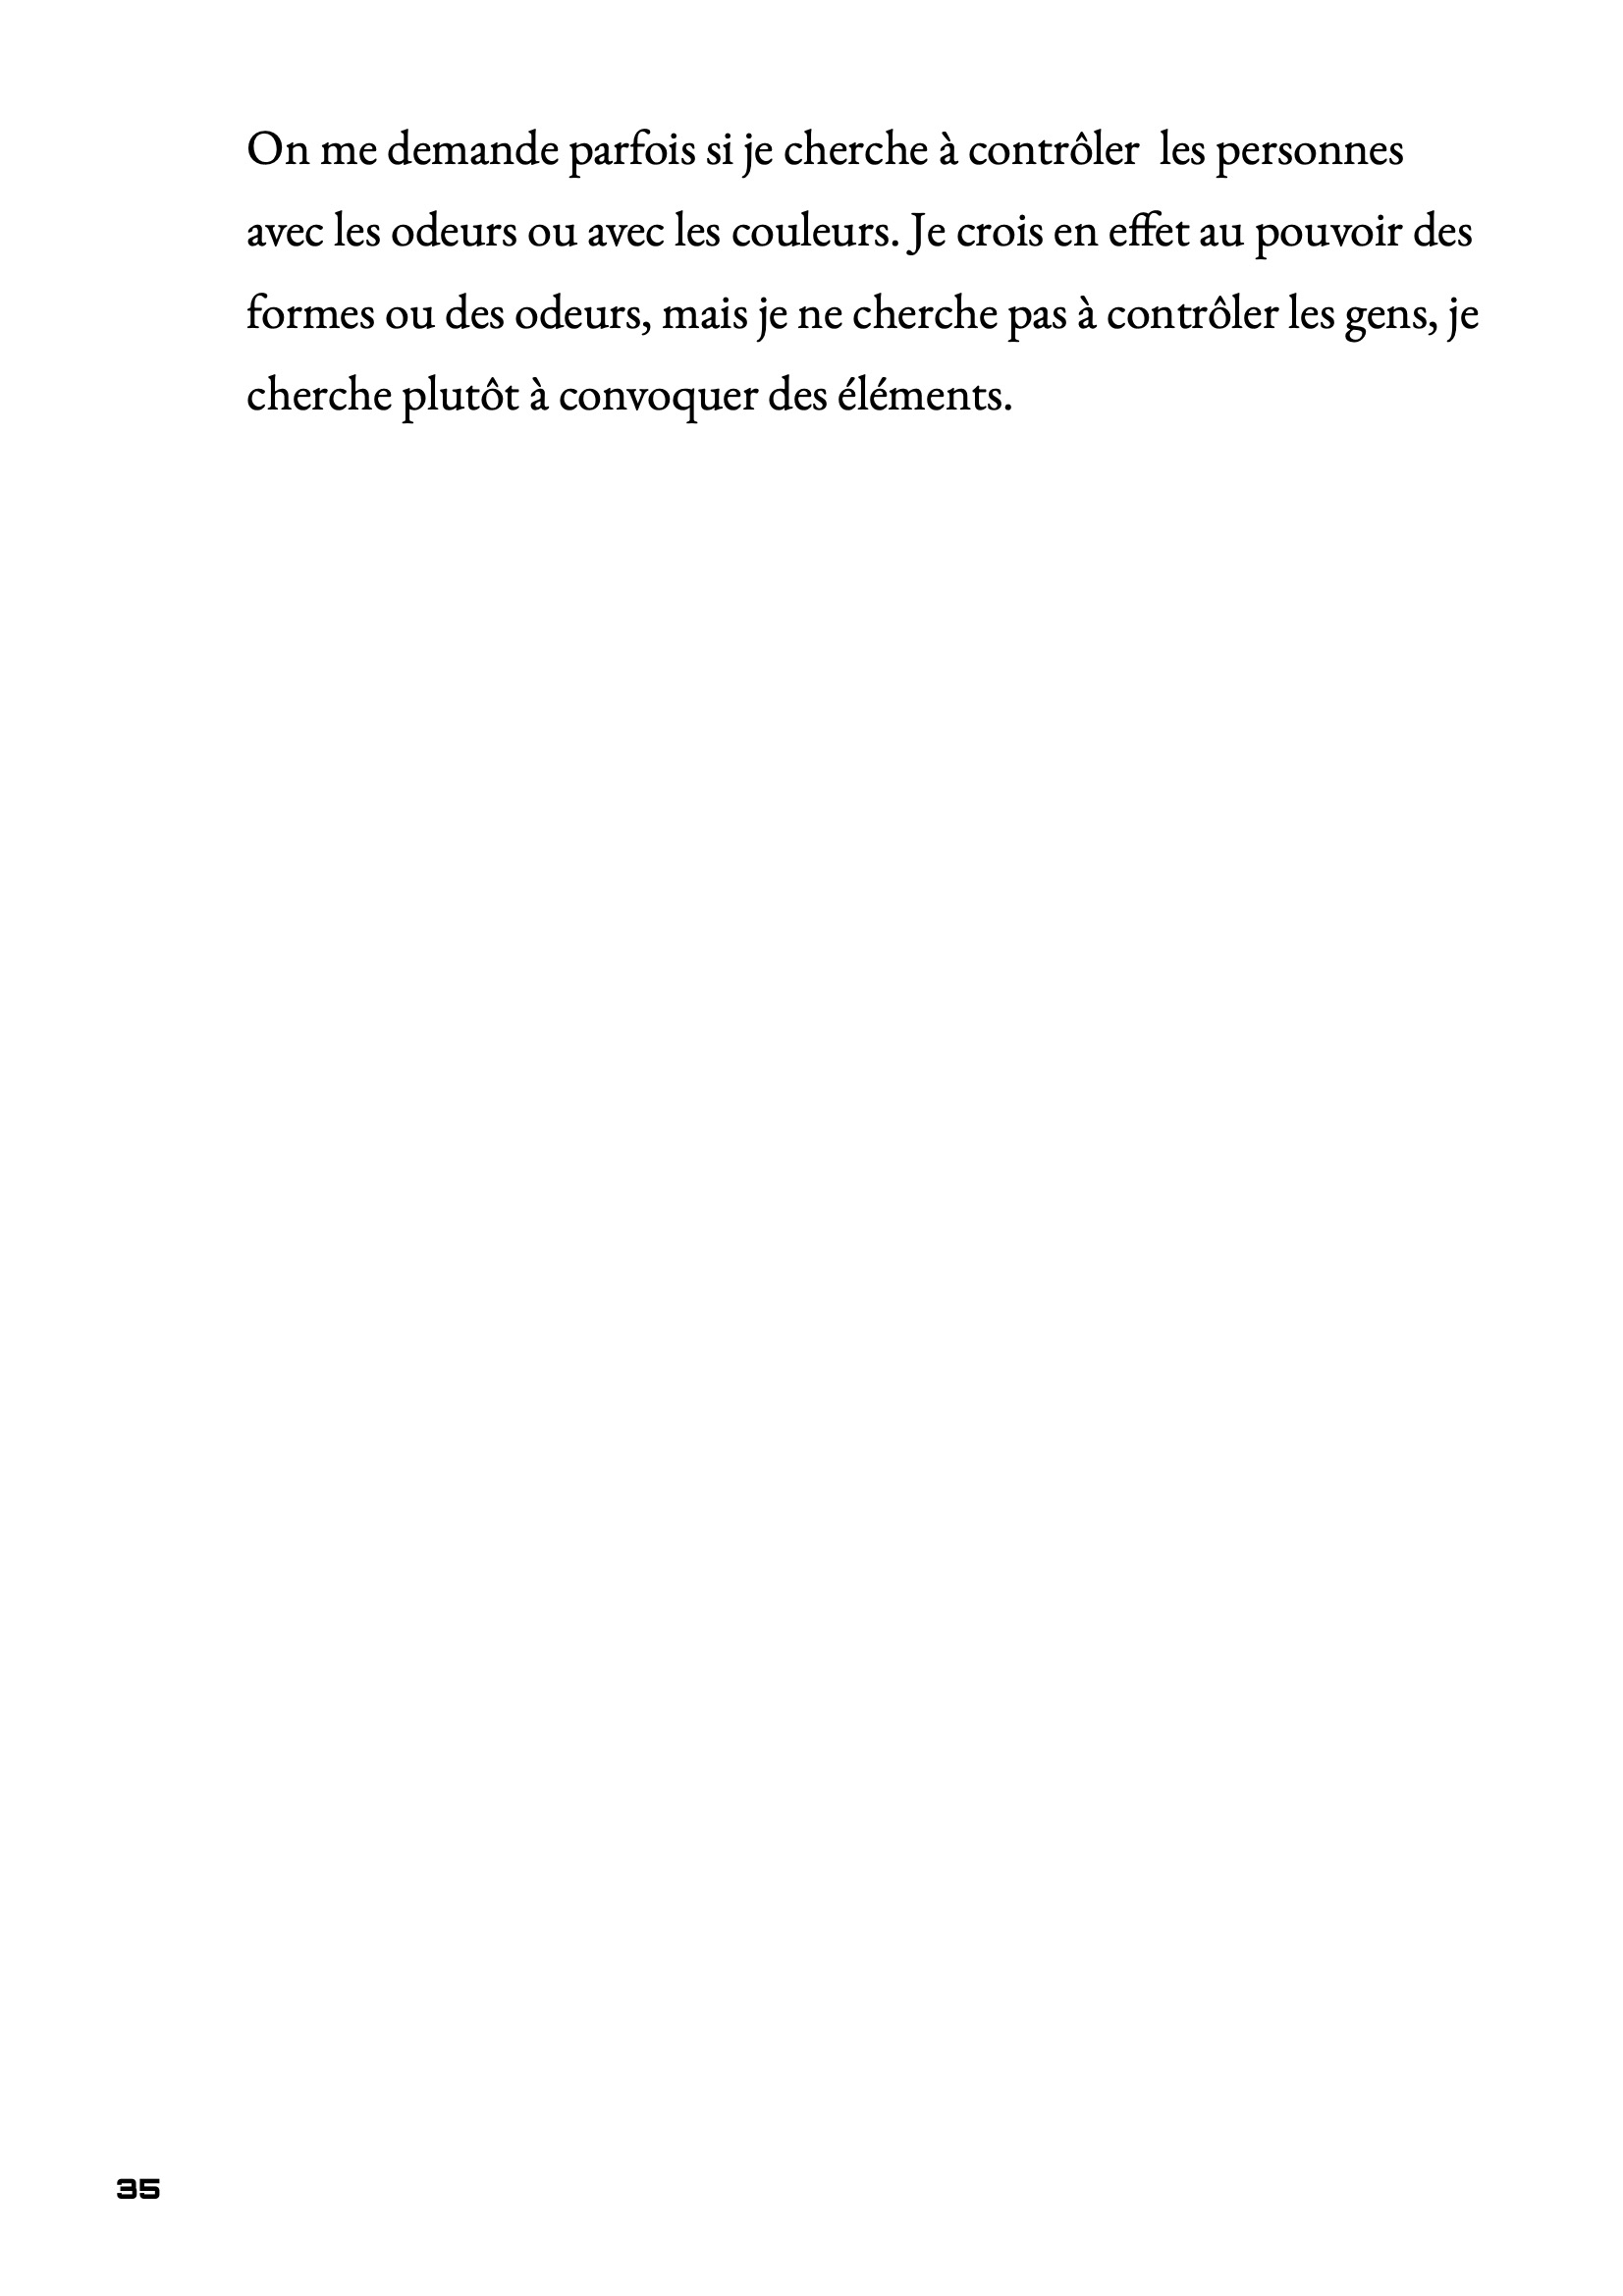 On me demande parfois si je cherche à contrôler  les personnes
avec les odeurs ou avec les couleurs. Je crois en effet au pouvoir des
formes ou des odeurs, mais je ne cherche pas à contrôler les gens, je
cherche plutôt à convoquer des éléments.
35